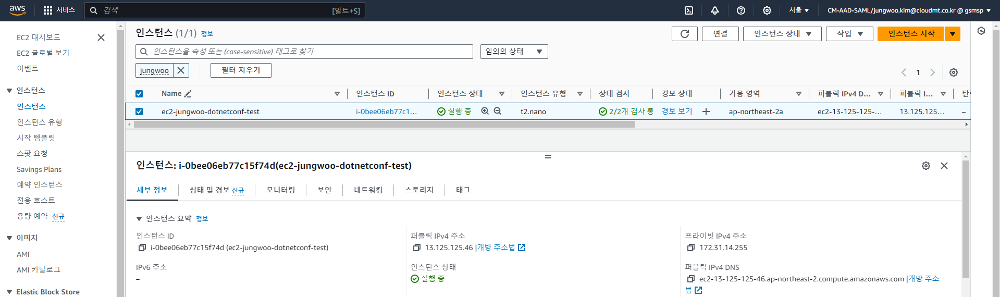 aws
서비스
검색
[알트+S]
서울 ▼
CM-AAD-SAML/jungwoo.kim@cloudmt.co.kr @ gsmsp ▼
EC2 대시보드
EC2 글로벌 보기
이벤트
▼ 인스턴스
인스턴스
인스턴스 유형
시작 템플릿
스팟 요청
Savings Plans
예약 인스턴스
전용 호스트
용량 예약 신규
▼ 이미지
AMI
AMI 카탈로그
▼ Elastic Block Store
인스턴스 (1/1) 정보
연결
인스턴스 상태 ▼
작업 ▼
인스턴스 시작
인스턴스을 속성 또는 (case-sensitive) 태그로 찾기
임의의 상태
jungwoo
필터 지우기
1
Name 인스턴스 ID 인스턴스 상태 인스턴스 유형 상태 검사 경보 상태 가용 영역 퍼블릭 IPv4 D... 퍼블릭 I...
ec2-jungwoo-dotnetconf-test i-0bee06eb77c1... 실행 중 t2.nano 2/2개 검사 통 경보 보기 + ap-northeast-2a ec2-13-125-125-... 13.125.125... –
인스턴스: i-0bee06eb77c15f74d(ec2-jungwoo-dotnetconf-test)
세부 정보
상태 및 경보 신규
모니터링
보안
네트워킹
스토리지
태그
▼ 인스턴스 요약 정보
인스턴스 ID
i-0bee06eb77c15f74d (ec2-jungwoo-dotnetconf-test)
퍼블릭 IPv4 주소
13.125.125.46 |개방 주소법
프라이빗 IPv4 주소
172.31.14.255
IPv6 주소
–
인스턴스 상태
실행 중
퍼블릭 IPv4 DNS
ec2-13-125-125-46.ap-northeast-2.compute.amazonaws.com |개방 주소
법